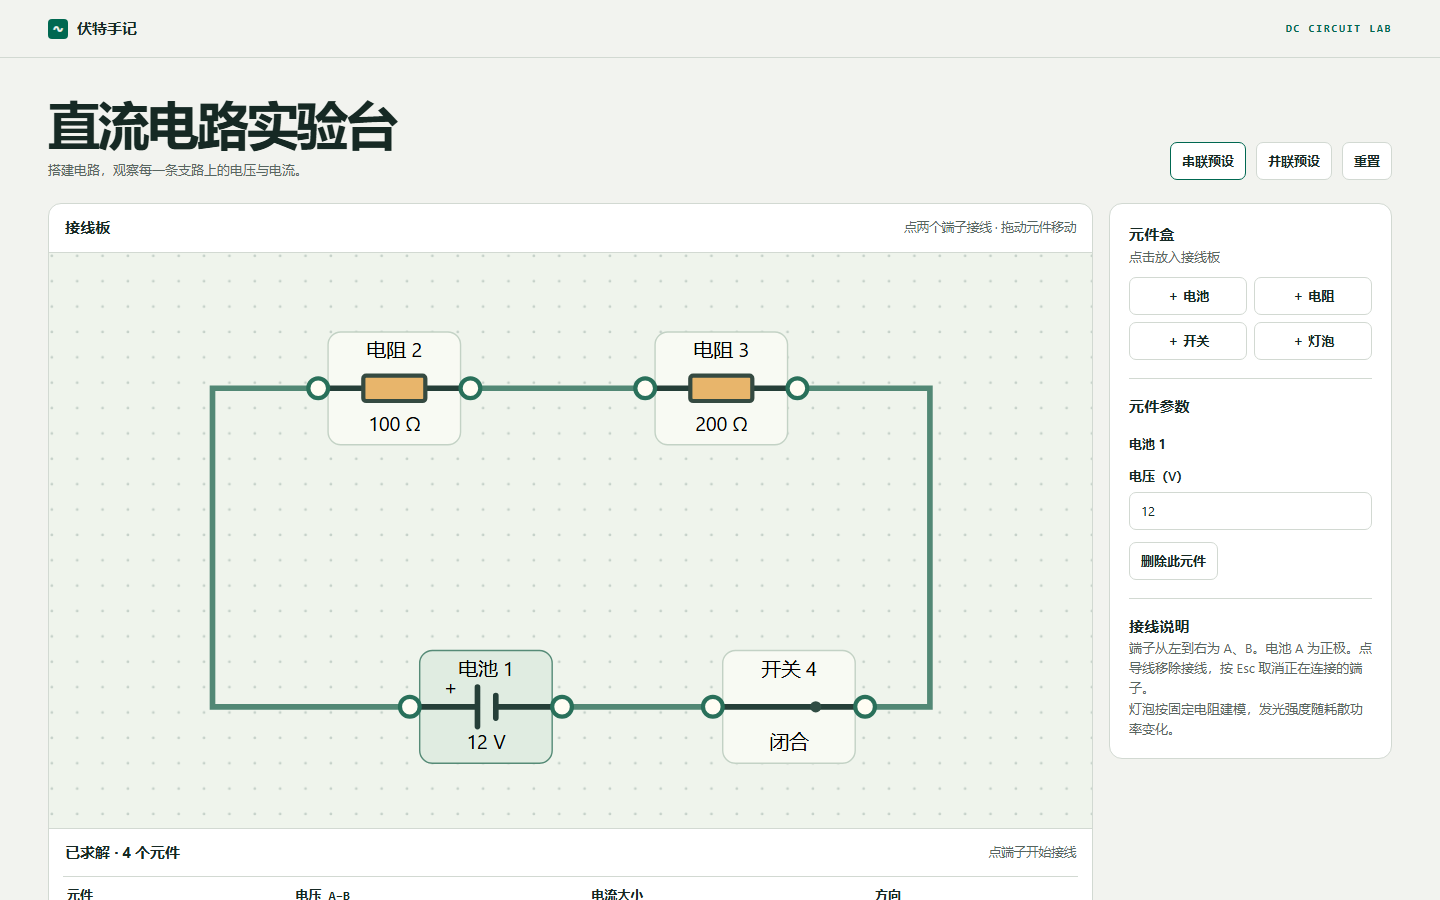 伏特手记
DC CIRCUIT LAB
直流电路实验台
搭建电路，观察每一条支路上的电压与电流。
串联预设
并联预设
重置
接线板
点两个端子接线 · 拖动元件移动
电阻 2
100 Ω
电阻 3
200 Ω
电池 1
+
12 V
开关 4
闭合
已求解 · 4 个元件
点端子开始接线
元件
电压 A−B
电流大小
方向
元件盒
点击放入接线板
+ 电池
+ 电阻
+ 开关
+ 灯泡
元件参数
电池 1
电压（V）
12
删除此元件
接线说明
端子从左到右为 A、B。电池 A 为正极。点
导线移除接线，按 Esc 取消正在连接的端
子。
灯泡按固定电阻建模，发光强度随耗散功
率变化。